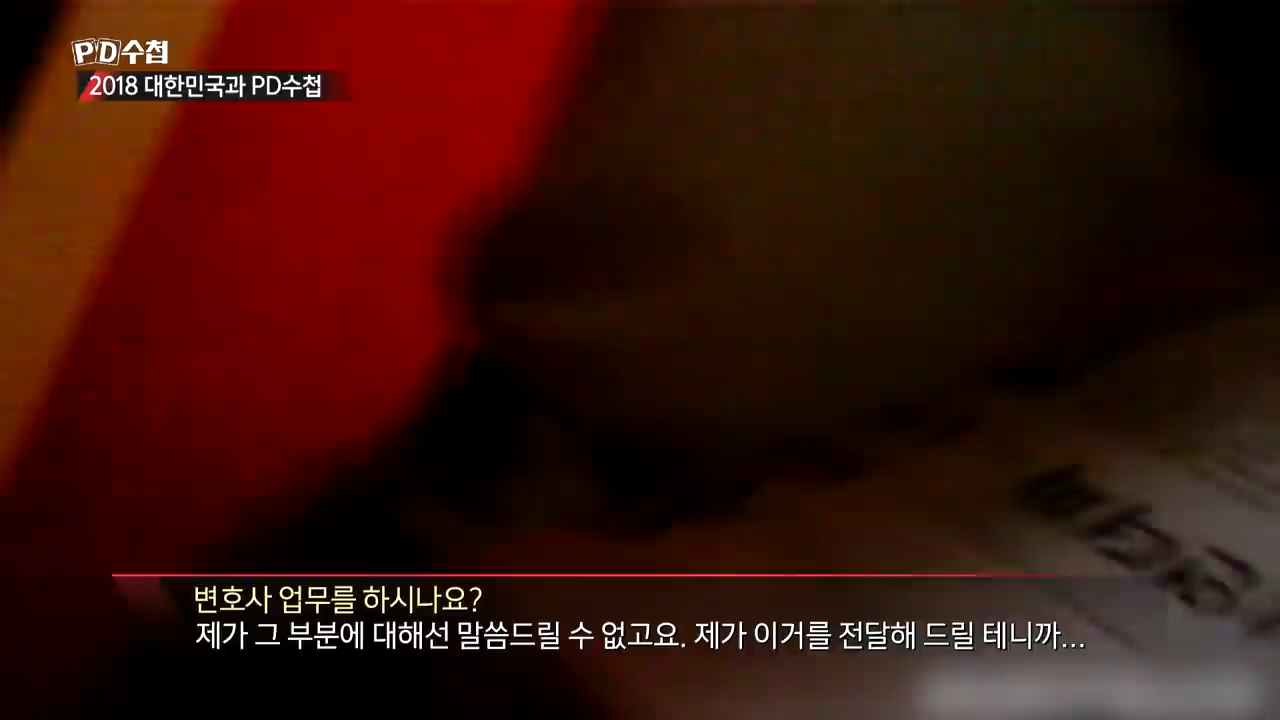 PD수첩
2018 대한민국과 PD수첩
변호사 업무를 하시나요?
제가 그 부분에 대해선 말씀드릴 수 없고요. 제가 이거를 전달해 드릴 테니까...